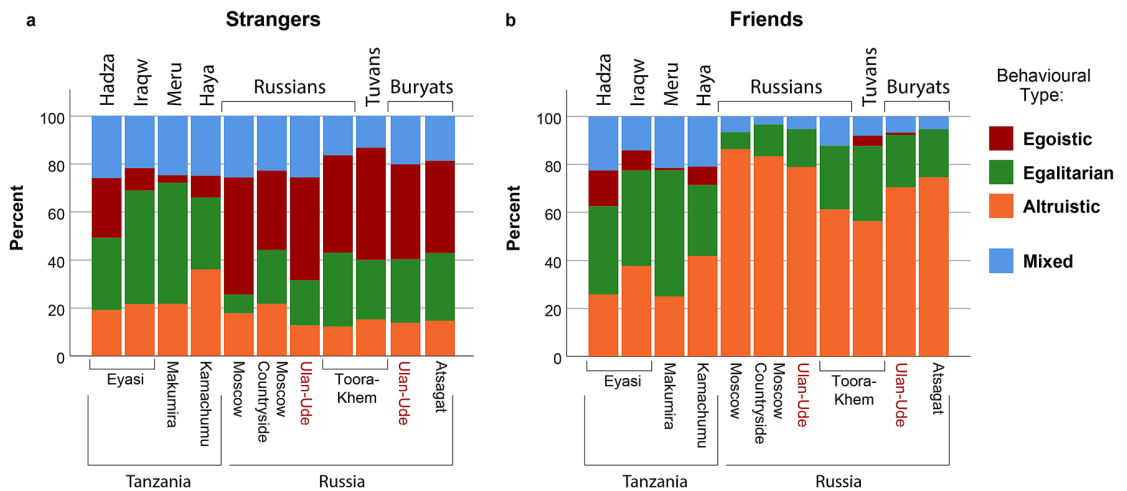 a
Strangers
Hadza
Iraqw
Meru
Haya
Russians
Tuvans
Buryats
Percent
100
80
60
40
20
0
Eyasi
Makumira
Kamachumu
Moscow
Moscow
Countryside
Ulan-Ude
Toora-
Khem
Ulan-Ude
Atsagat
Tanzania
Russia
b
Friends
Hadza
Iraqw
Meru
Haya
Russians
Tuvans
Buryats
Percent
100
80
60
40
20
0
Eyasi
Makumira
Kamachumu
Moscow
Moscow
Countryside
Ulan-Ude
Toora-
Khem
Ulan-Ude
Atsagat
Tanzania
Russia
Behavioural
Type:
Egoistic
Egalitarian
Altruistic
Mixed